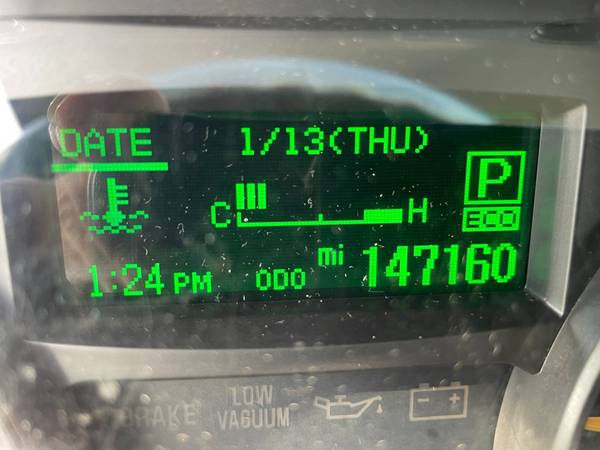 DATE 1/13(THU)
P
C H ECO
1:24 PM ODO mi 147160
BRAKE LOW
VACUUM
- +